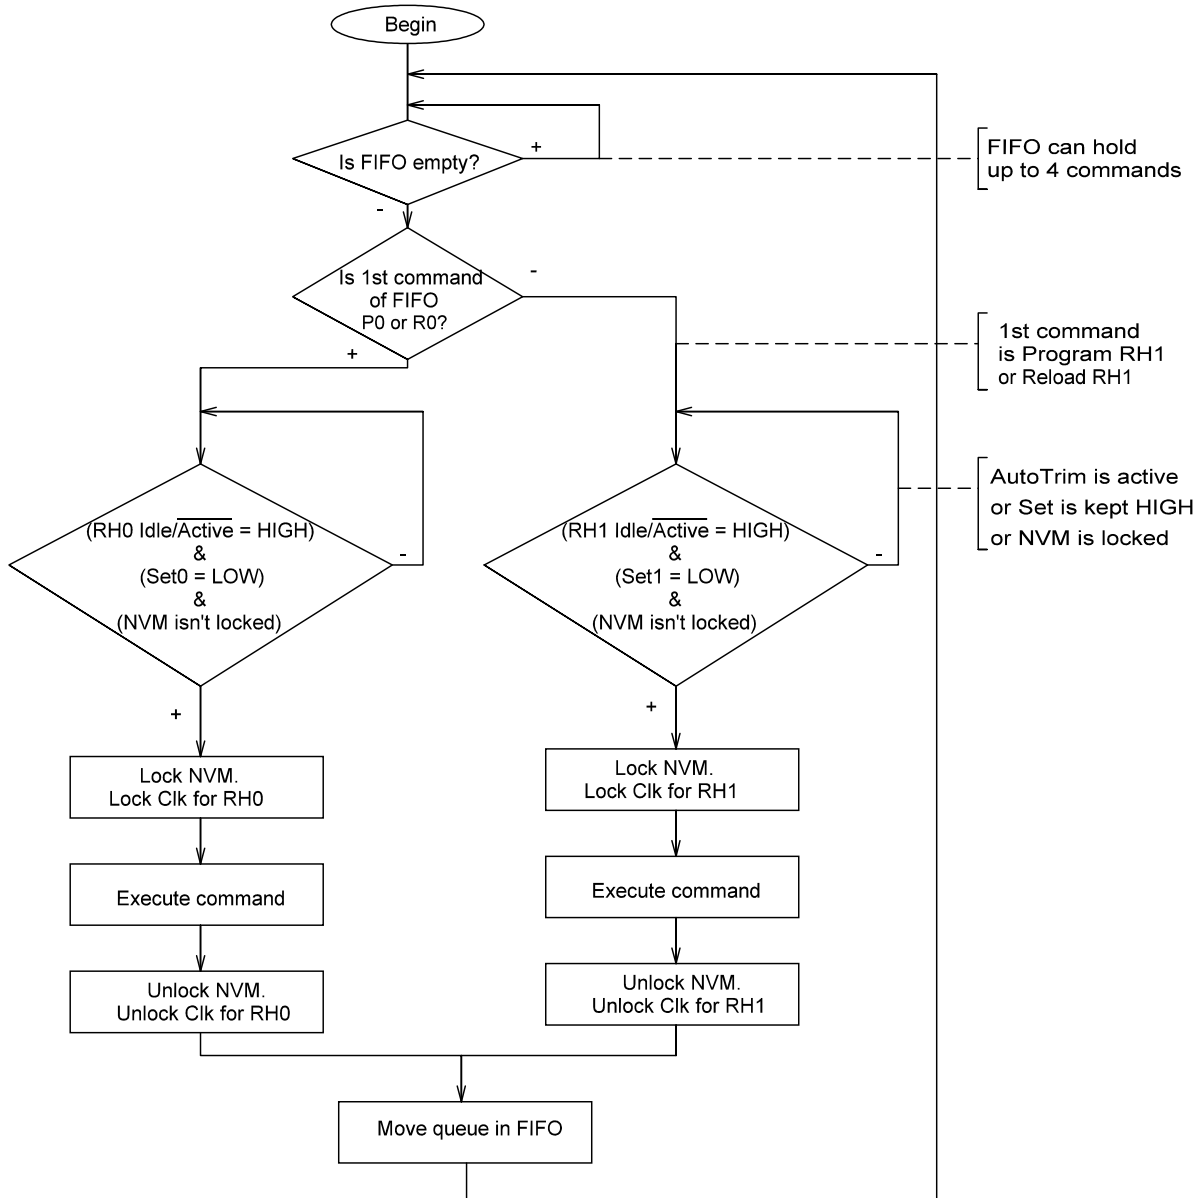 Begin
Is FIFO empty?
+
-
FIFO can hold
up to 4 commands
Is 1st command
of FIFO
P0 or R0?
-
+
1st command
is Program RH1
or Reload RH1
(RH0 Idle/Active = HIGH)
&
(Set0 = LOW)
&
(NVM isn't locked)
-
+
(RH1 Idle/Active = HIGH)
&
(Set1 = LOW)
&
(NVM isn't locked)
-
+
AutoTrim is active
or Set is kept HIGH
or NVM is locked
Lock NVM.
Lock Clk for RH0
Lock NVM.
Lock Clk for RH1
Execute command
Execute command
Unlock NVM.
Unlock Clk for RH0
Unlock NVM.
Unlock Clk for RH1
Move queue in FIFO